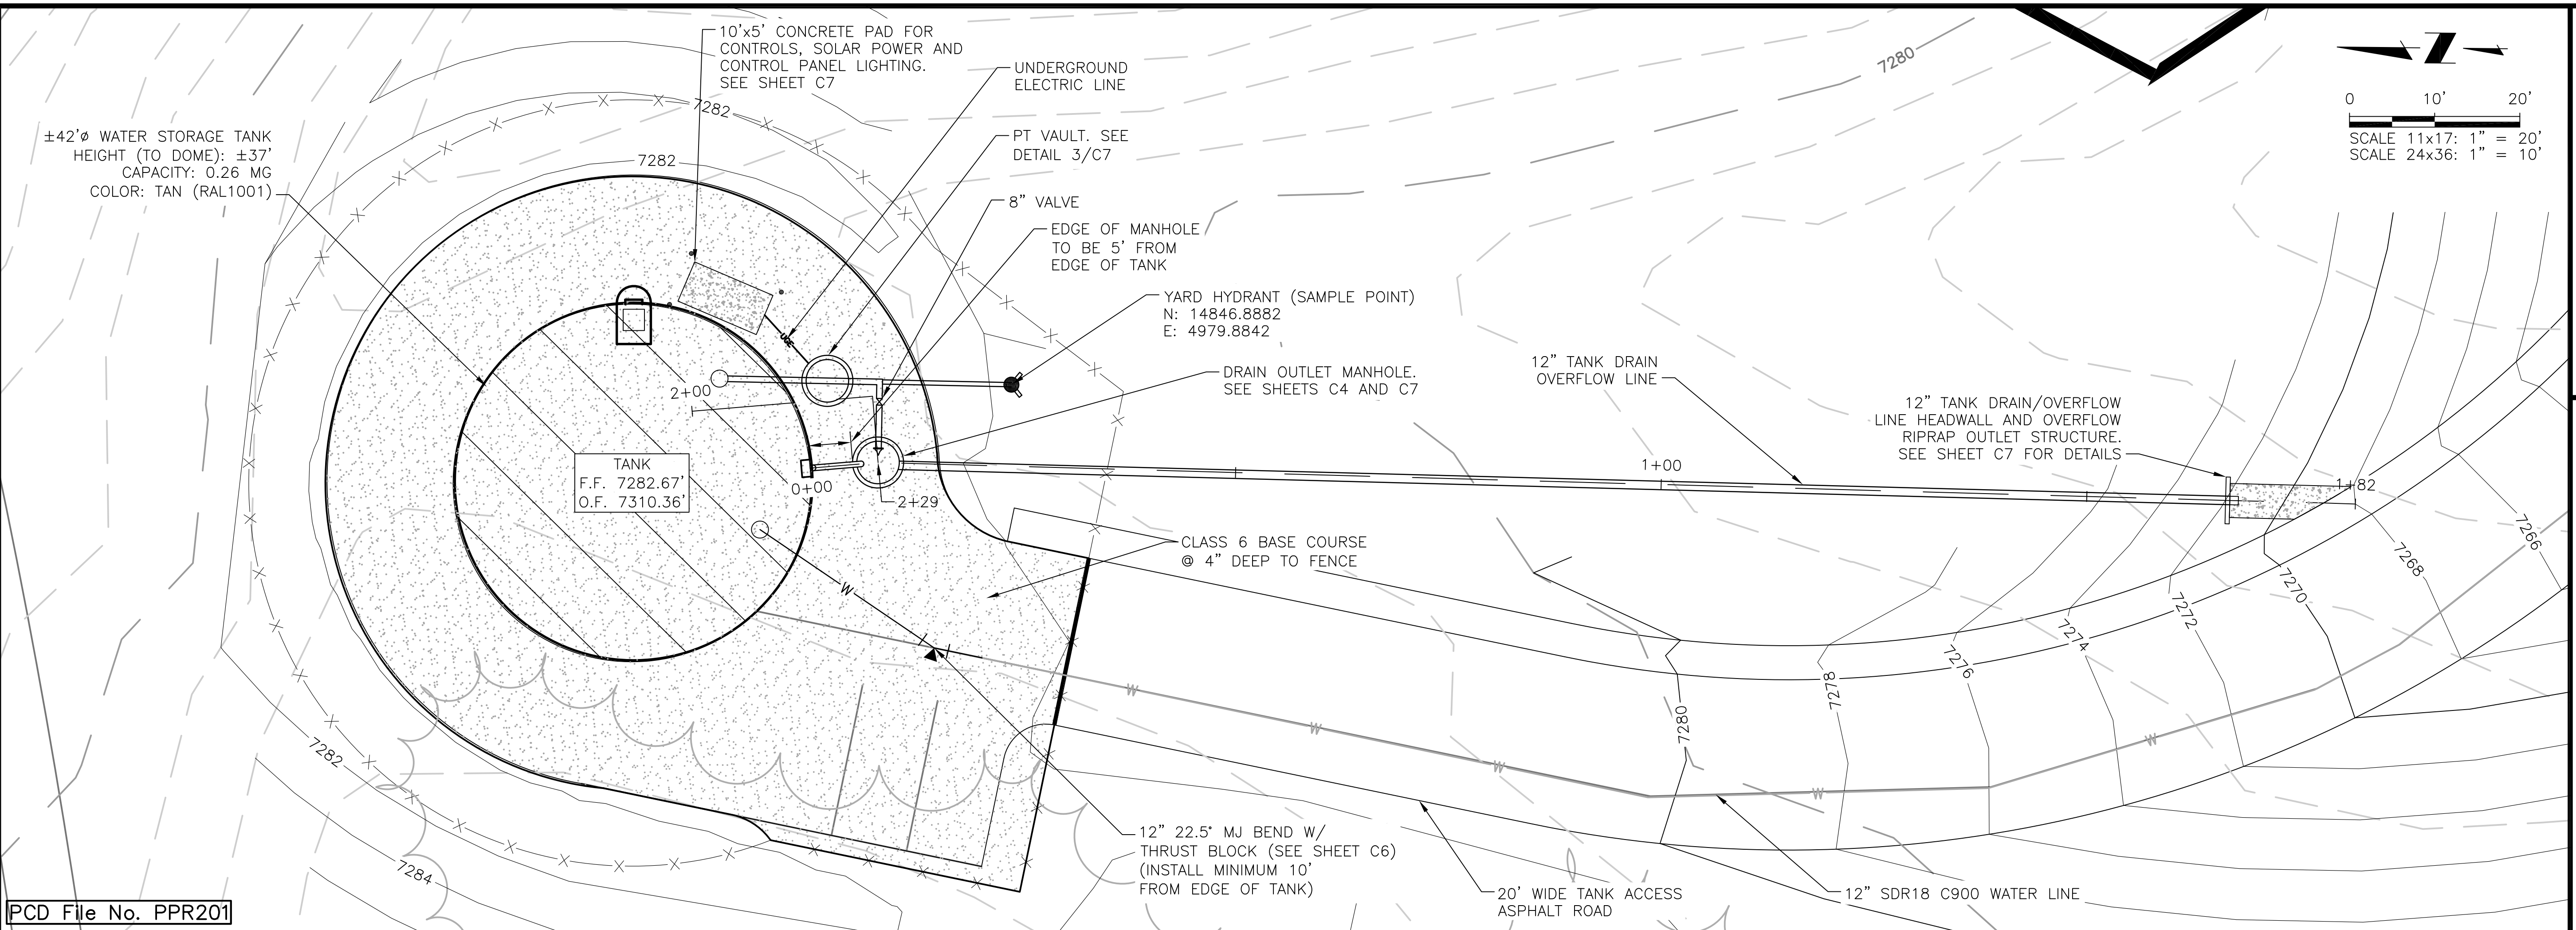 10'x5' CONCRETE PAD FOR
CONTROLS, SOLAR POWER AND
CONTROL PANEL LIGHTING.
SEE SHEET C7
UNDERGROUND
ELECTRIC LINE
7280
Z
0 10' 20'
SCALE 11x17: 1" = 20'
SCALE 24x36: 1" = 10'
7282
±42'ø WATER STORAGE TANK
HEIGHT (TO DOME): ±37'
CAPACITY: 0.26 MG
COLOR: TAN (RAL1001)
PT VAULT. SEE
DETAIL 3/C7
7282
8" VALVE
EDGE OF MANHOLE
TO BE 5' FROM
EDGE OF TANK
YARD HYDRANT (SAMPLE POINT)
N: 14846.8882
E: 4979.8842
UGE
DRAIN OUTLET MANHOLE.
SEE SHEETS C4 AND C7
12" TANK DRAIN
OVERFLOW LINE
12" TANK DRAIN/OVERFLOW
LINE HEADWALL AND OVERFLOW
RIPRAP OUTLET STRUCTURE.
SEE SHEET C7 FOR DETAILS
2+00
TANK
F.F. 7282.67'
O.F. 7310.36'
0+00
2+29
1+00
1+82
CLASS 6 BASE COURSE
@ 4" DEEP TO FENCE
W
W
W
W
W
W
7266
7268
7270
7272
7274
7276
7278
7280
7282
7284
12" 22.5° MJ BEND W/
THRUST BLOCK (SEE SHEET C6)
(INSTALL MINIMUM 10'
FROM EDGE OF TANK)
20' WIDE TANK ACCESS
ASPHALT ROAD
12" SDR18 C900 WATER LINE
PCD File No. PPR201